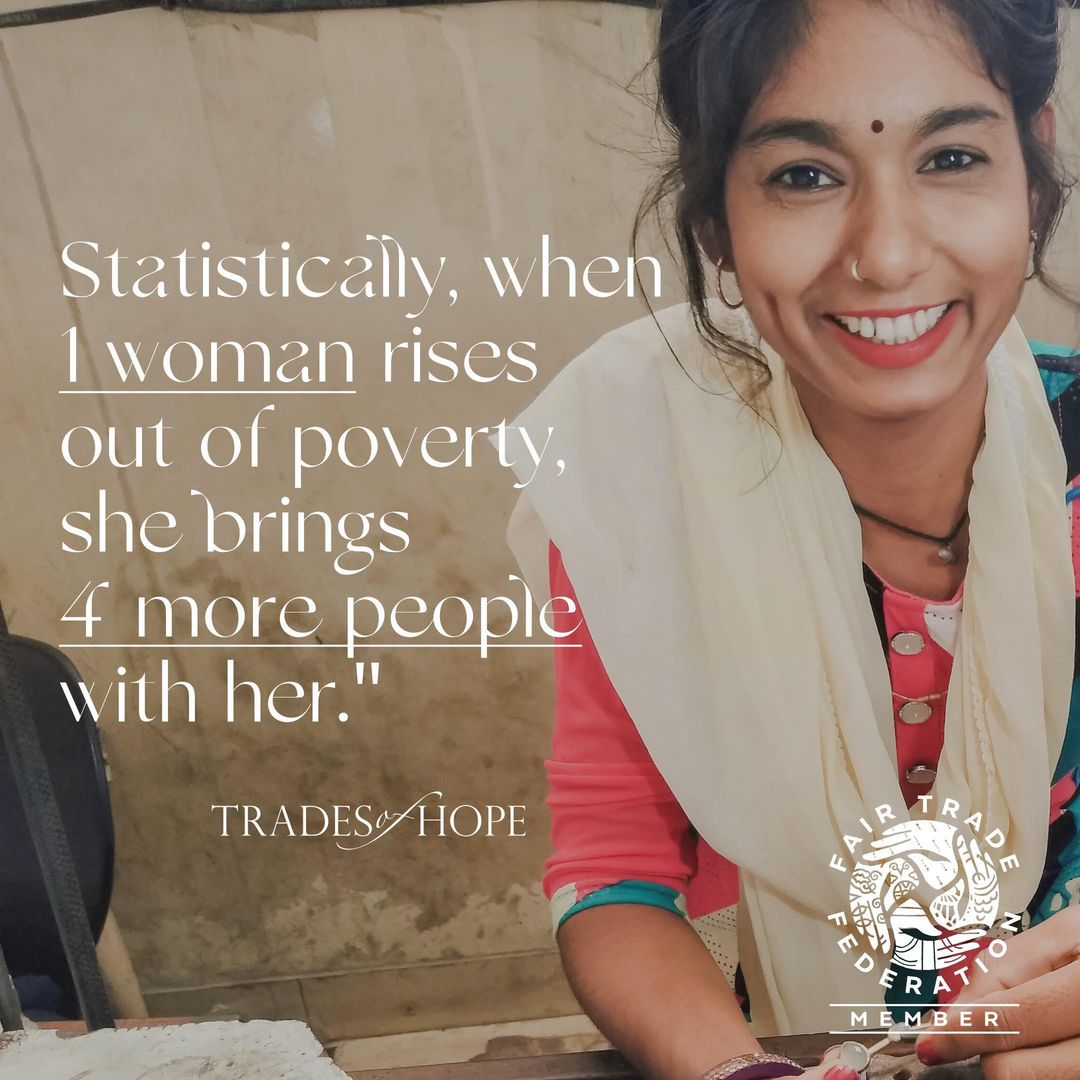 Statistically, when
1 woman rises
out of poverty,
she brings
4 more people
with her."
TRADES of HOPE
FAIR TRADE
FEDERATION
MEMBER